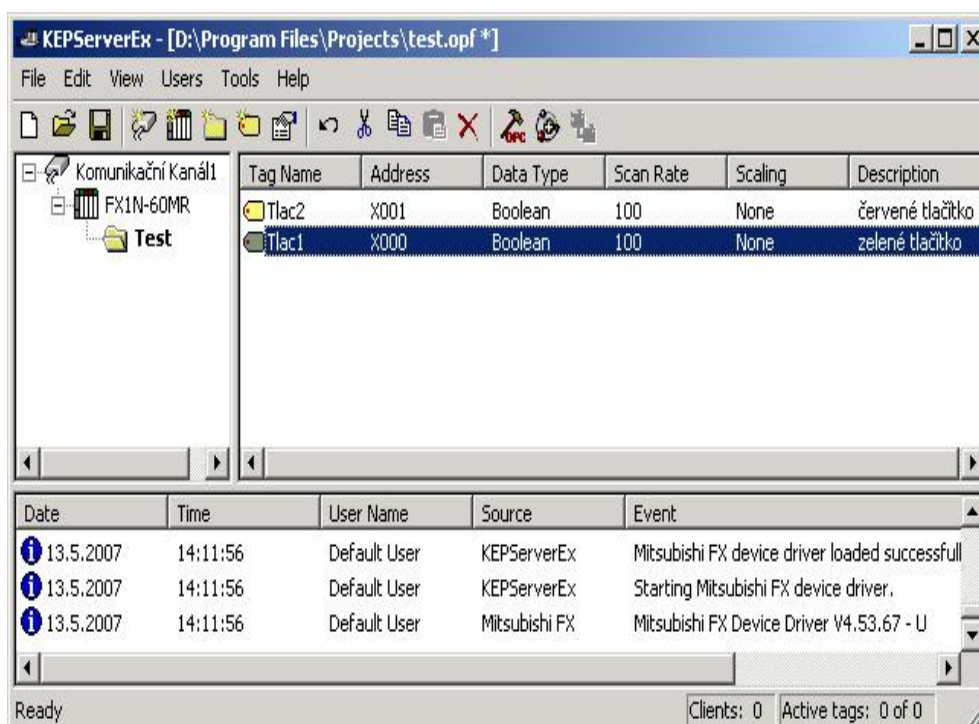 KEPServerEx - [D:\Program Files\Projects\test.opf *]
File Edit View Users Tools Help
OPC
Komunikační Kanál1
FX1N-60MR
Test
Tag Name Address Data Type Scan Rate Scaling Description
Tlac2 X001 Boolean 100 None červené tlačítko
Tlac1 X000 Boolean 100 None zelené tlačítko
Date Time User Name Source Event
13.5.2007 14:11:56 Default User KEPServerEx Mitsubishi FX device driver loaded successfull
13.5.2007 14:11:56 Default User KEPServerEx Starting Mitsubishi FX device driver.
13.5.2007 14:11:56 Default User Mitsubishi FX Mitsubishi FX Device Driver V4.53.67 - U
Ready Clients: 0 Active tags: 0 of 0